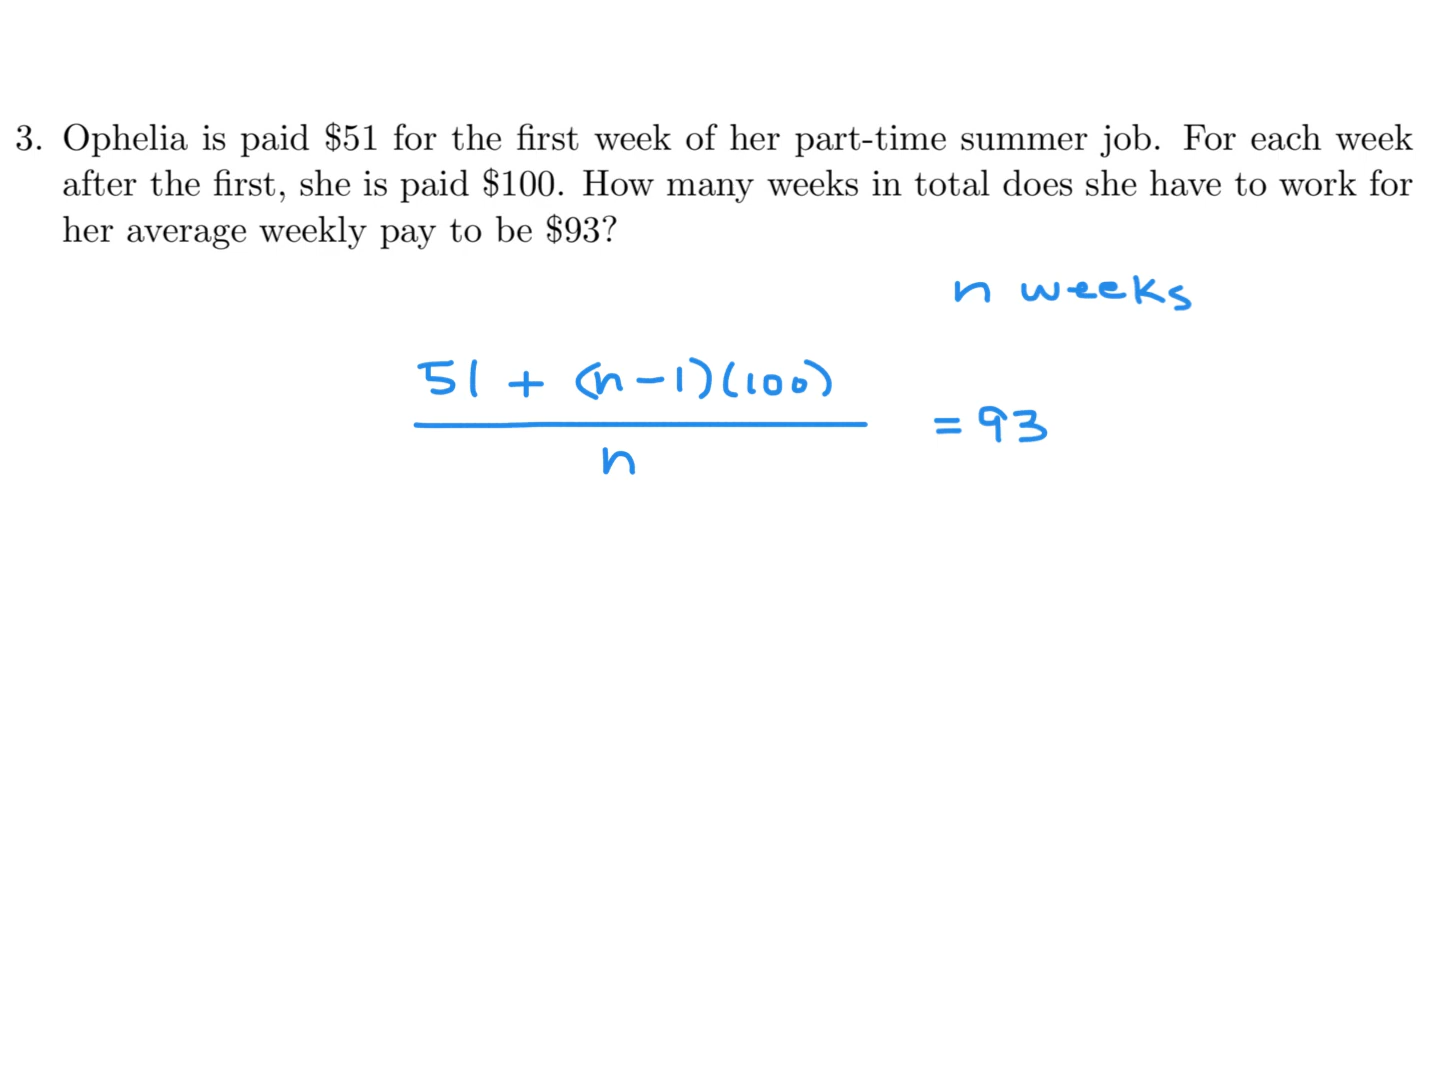 3. Ophelia is paid $51 for the first week of her part-time summer job. For each week
after the first, she is paid $100. How many weeks in total does she have to work for
her average weekly pay to be $93?
n weeks
51 + (n-1)(100)
= 93
n